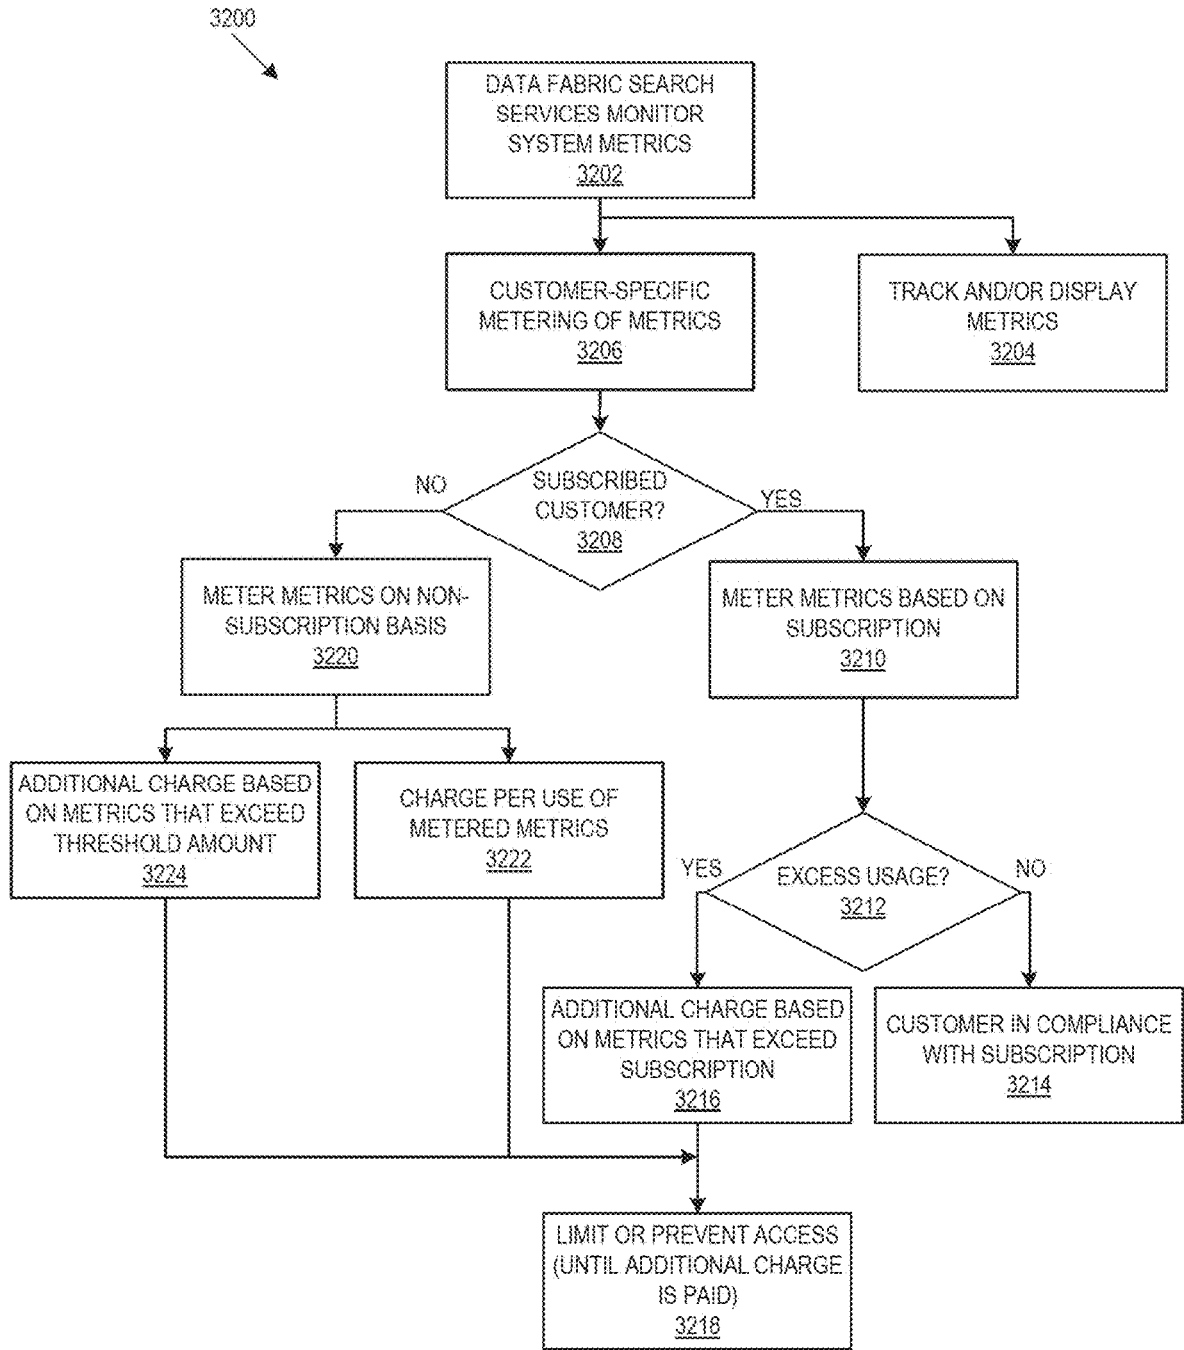 3200
DATA FABRIC SEARCH
SERVICES MONITOR
SYSTEM METRICS
3202
CUSTOMER-SPECIFIC
METERING OF METRICS
3206
TRACK AND/OR DISPLAY
METRICS
3204
SUBSCRIBED
CUSTOMER?
3208
NO
YES
METER METRICS ON NON-
SUBSCRIPTION BASIS
3220
METER METRICS BASED ON
SUBSCRIPTION
3210
ADDITIONAL CHARGE BASED
ON METRICS THAT EXCEED
THRESHOLD AMOUNT
3224
CHARGE PER USE OF
METERED METRICS
3222
EXCESS USAGE?
3212
YES
NO
ADDITIONAL CHARGE BASED
ON METRICS THAT EXCEED
SUBSCRIPTION
3216
CUSTOMER IN COMPLIANCE
WITH SUBSCRIPTION
3214
LIMIT OR PREVENT ACCESS
(UNTIL ADDITIONAL CHARGE
IS PAID)
3218